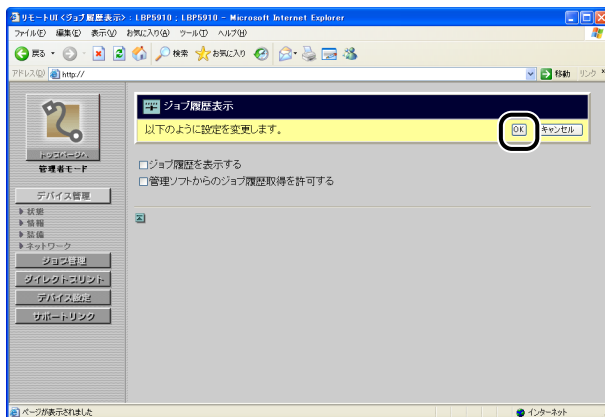 リモートUI <ジョブ履歴表示> : LBP5910 ; LBP5910 - Microsoft Internet Explorer
ファイル(F) 編集(E) 表示(V) お気に入り(A) ツール(T) ヘルプ(H)
戻る 検索 お気に入り
アドレス(D) http:// 移動 リンク
ジョブ履歴表示
以下のように設定を変更します。 OK キャンセル
トップページへ
管理者モード
ジョブ履歴を表示する
管理ソフトからのジョブ履歴取得を許可する
デバイス管理
状態
情報
装備
ネットワーク
ジョブ管理
ダイレクトプリント
デバイス設定
サポートリンク
ページが表示されました インターネット